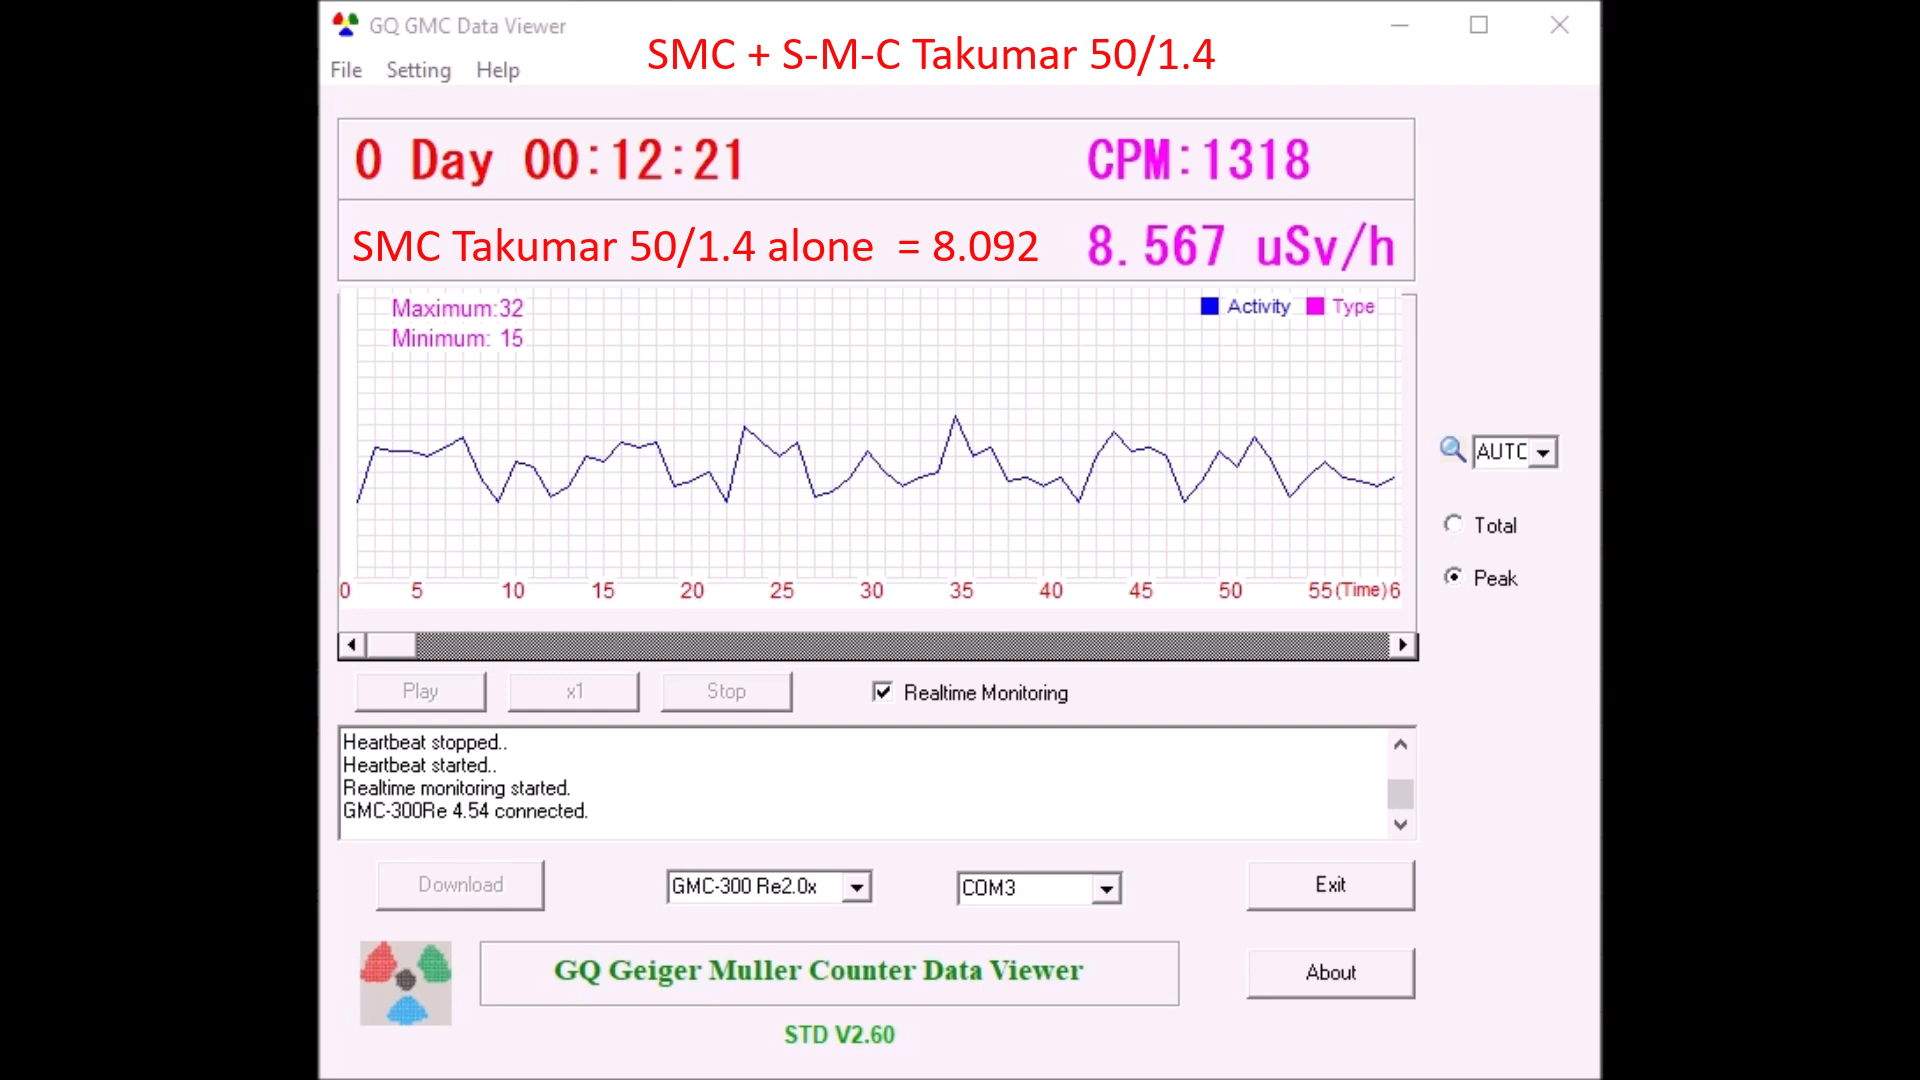 GQ GMC Data Viewer
SMC + S-M-C Takumar 50/1.4
File Setting Help
0 Day 00:12:21 CPM:1318
SMC Takumar 50/1.4 alone = 8.092 8.567 uSv/h
Maximum:32
Minimum: 15
Activity Type
AUTC
Total
Peak
0 5 10 15 20 25 30 35 40 45 50 55(Time)6
Play x1 Stop Realtime Monitoring
Heartbeat stopped..
Heartbeat started..
Realtime monitoring started.
GMC-300Re 4.54 connected.
Download GMC-300 Re2.0x COM3 Exit
GQ Geiger Muller Counter Data Viewer About
STD V2.60